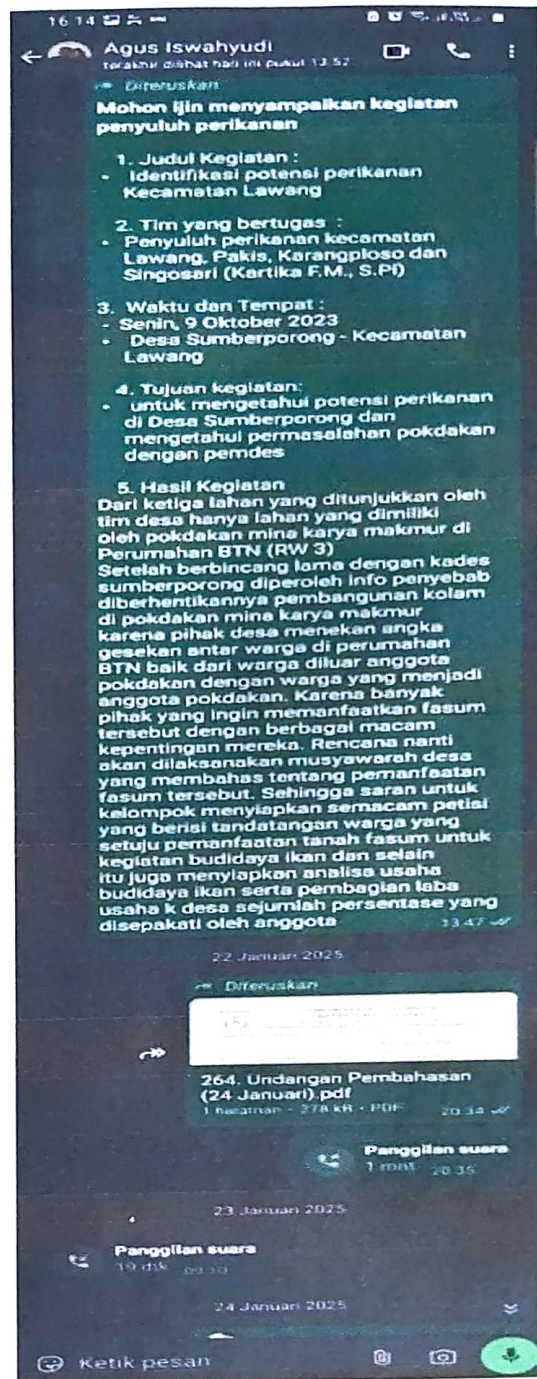 16 14
Agus Iswahyudi
terakhir dilihat hari ini pukul 13.52
Diteruskan
Mohon ijin menyampaikan kegiatan
penyuluh perikanan
1. Judul Kegiatan :
- Identifikasi potensi perikanan
Kecamatan Lawang
2. Tim yang bertugas :
- Penyuluh perikanan kecamatan
Lawang, Pakis, Karangploso dan
Singosari (Kartika F.M., S.Pi)
3. Waktu dan Tempat :
- Senin, 9 Oktober 2023
- Desa Sumberporong - Kecamatan
Lawang
4. Tujuan kegiatan:
- untuk mengetahui potensi perikanan
di Desa Sumberporong dan
mengetahui permasalahan pokdakan
dengan pemdes
5. Hasil Kegiatan
Dari ketiga lahan yang ditunjukkan oleh
tim desa hanya lahan yang dimiliki
oleh pokdakan mina karya makmur di
Perumahan BTN (RW 3)
Setelah berbincang lama dengan kades
sumberporong diperoleh info penyebab
diberhentikannya pembangunan kolam
di pokdakan mina karya makmur
karena pihak desa menekan angka
gesekan antar warga di perumahan
BTN baik dari warga diluar anggota
pokdakan dengan warga yang menjadi
anggota pokdakan. Karena banyak
pihak yang ingin memanfaatkan fasum
tersebut dengan berbagai macam
kepentingan mereka. Rencana nanti
akan dilaksanakan musyawarah desa
yang membahas tentang pemanfaatan
fasum tersebut. Sehingga saran untuk
kelompok menyiapkan semacam petisi
yang berisi tandatangan warga yang
setuju pemanfaatan tanah fasum untuk
kegiatan budidaya ikan dan selain
itu juga menyiapkan analisa usaha
budidaya ikan serta pembagian laba
usaha k desa sejumlah persentase yang
disepakati oleh anggota
13.47
22 Januari 2025
Diteruskan
264. Undangan Pembahasan
(24 Januari).pdf
1 halaman - 278 kB - PDF 20.34
Panggilan suara
1 mnt 20.35
23 Januari 2025
Panggilan suara
19 dtk
24 Januari 2025
Ketik pesan